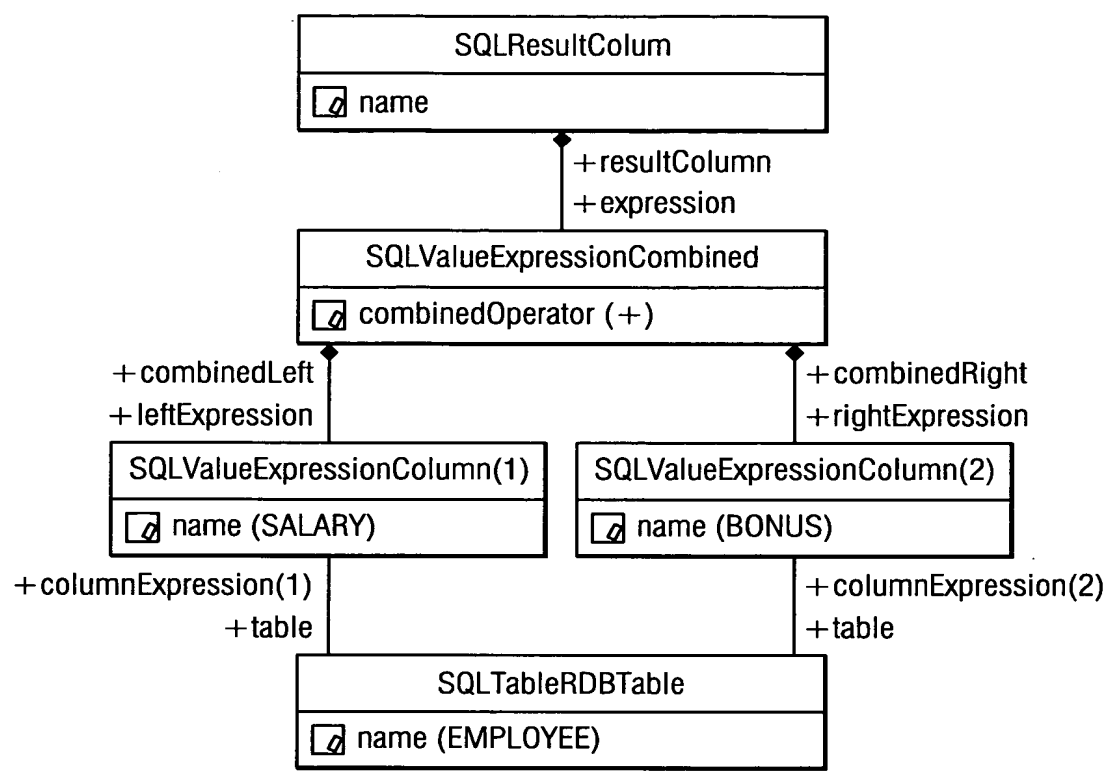 SQLResultColum
name
+resultColumn
+expression
SQLValueExpressionCombined
combinedOperator (+)
+combinedLeft
+leftExpression
+combinedRight
+rightExpression
SQLValueExpressionColumn(1)
name (SALARY)
SQLValueExpressionColumn(2)
name (BONUS)
+columnExpression(1)
+table
+columnExpression(2)
+table
SQLTableRDBTable
name (EMPLOYEE)